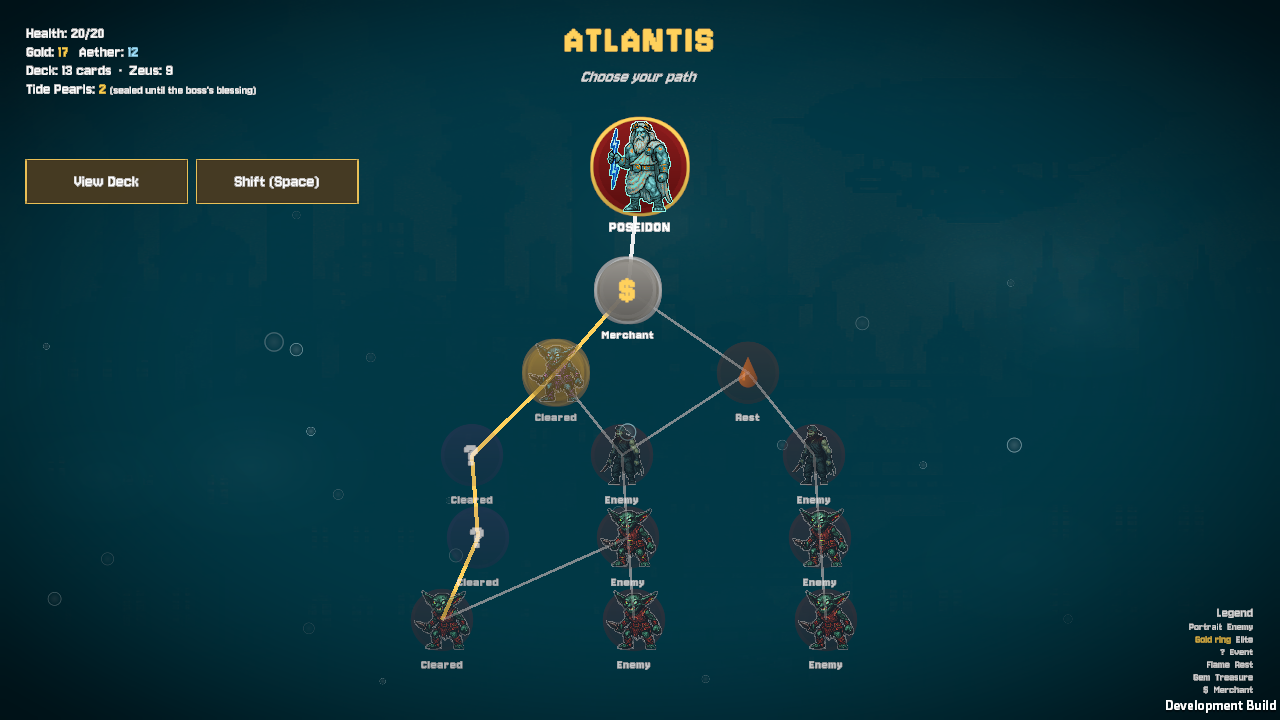 Health: 20/20
Gold: 17 Aether: 12
Deck: 13 cards · Zeus: 9
Tide Pearls: 2 (sealed until the boss's blessing)
ATLANTIS
Choose your path
View Deck
Shift (Space)
POSEIDON
$
Merchant
Cleared
Rest
?
Cleared
Enemy
Enemy
?
Cleared
Enemy
Enemy
Cleared
Enemy
Enemy
Legend
Portrait Enemy
Gold ring Elite
? Event
Flame Rest
Gem Treasure
$ Merchant
Development Build